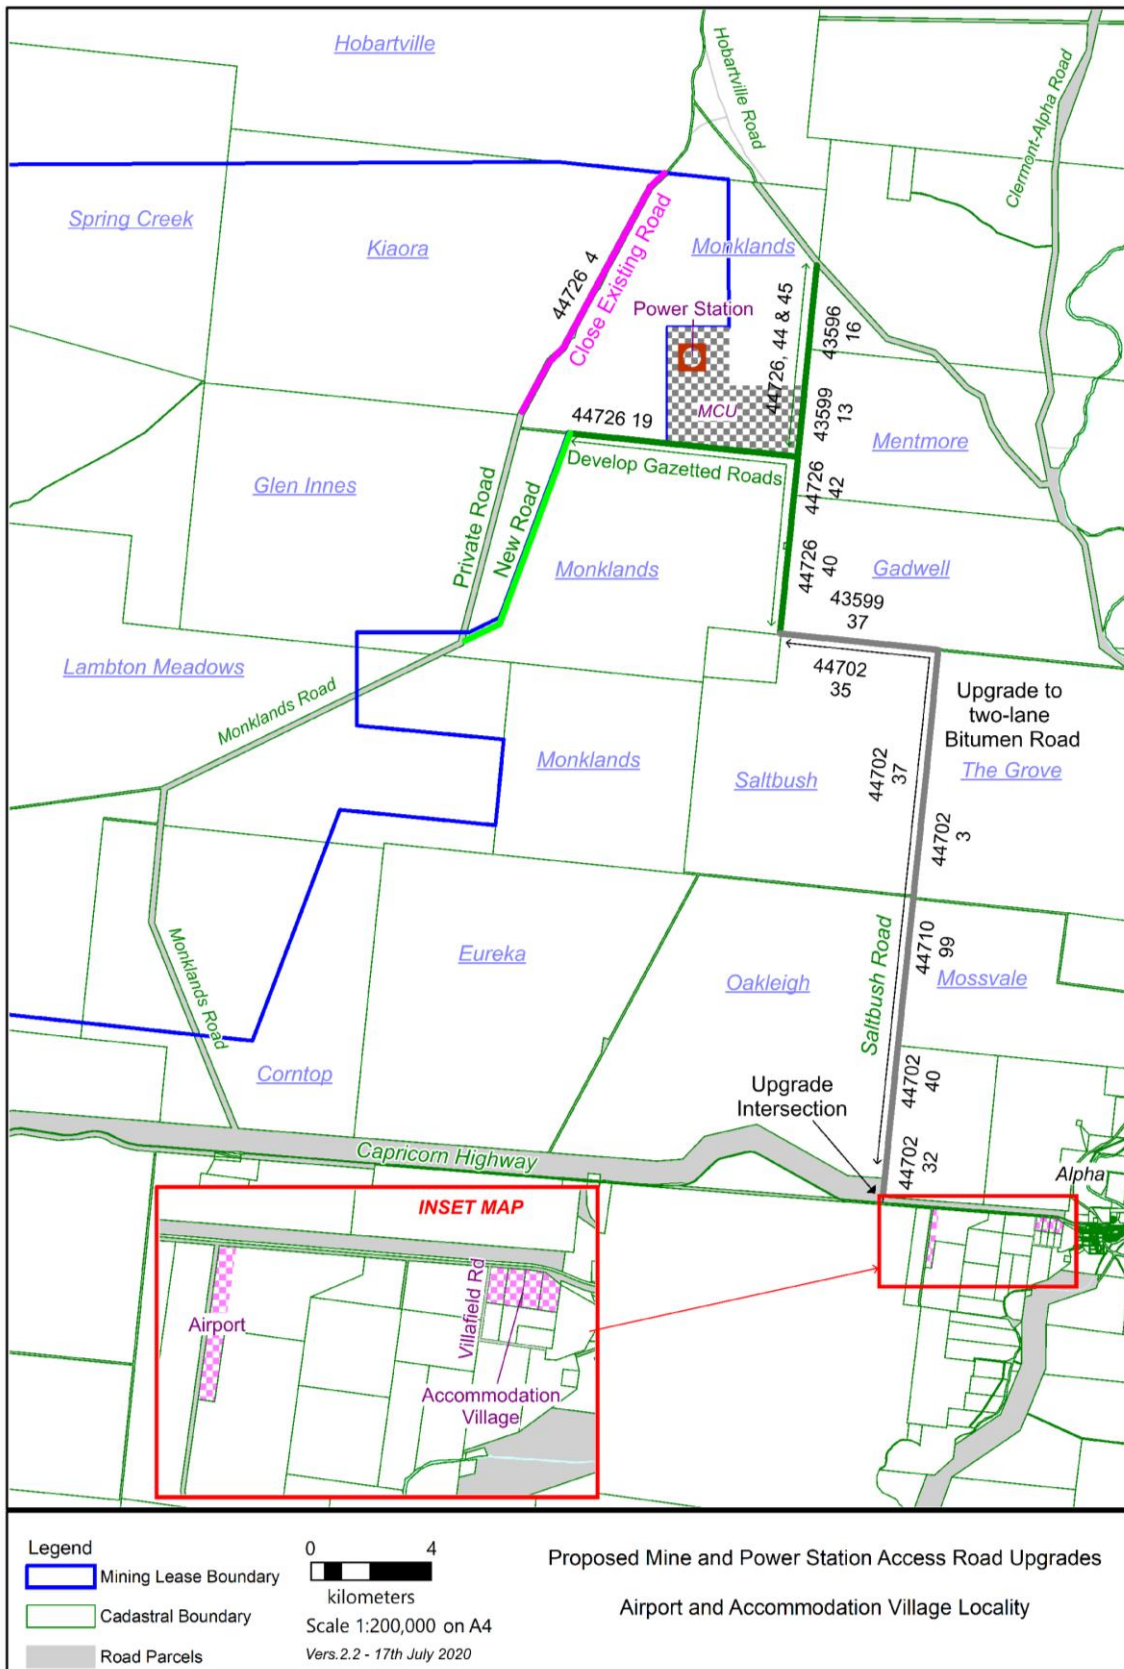 Hobartville
Hobartville Road
Clermont-Alpha Road
Spring Creek
Kiaora
Monklands
44726 4
Close Existing Road
Power Station
44726, 44 & 45
43596
16
MCU
43599
13
Mentmore
44726 19
Develop Gazetted Roads
44726
42
Glen Innes
Private Road
New Road
Monklands
44726
40
Gadwell
43599
37
Lambton Meadows
44702
35
Monklands Road
Upgrade to
two-lane
Bitumen Road
Monklands
Saltbush
44702
37
The Grove
44702
3
Monklands Road
Eureka
Oakleigh
Saltbush Road
44710
99
Mossvale
Corntop
Upgrade
Intersection
44702
40
Capricorn Highway
44702
32
Alpha
INSET MAP
Villafield Rd
Airport
Accommodation
Village
Legend
Mining Lease Boundary
Cadastral Boundary
Road Parcels
0 4
kilometers
Scale 1:200,000 on A4
Vers.2.2 - 17th July 2020
Proposed Mine and Power Station Access Road Upgrades
Airport and Accommodation Village Locality